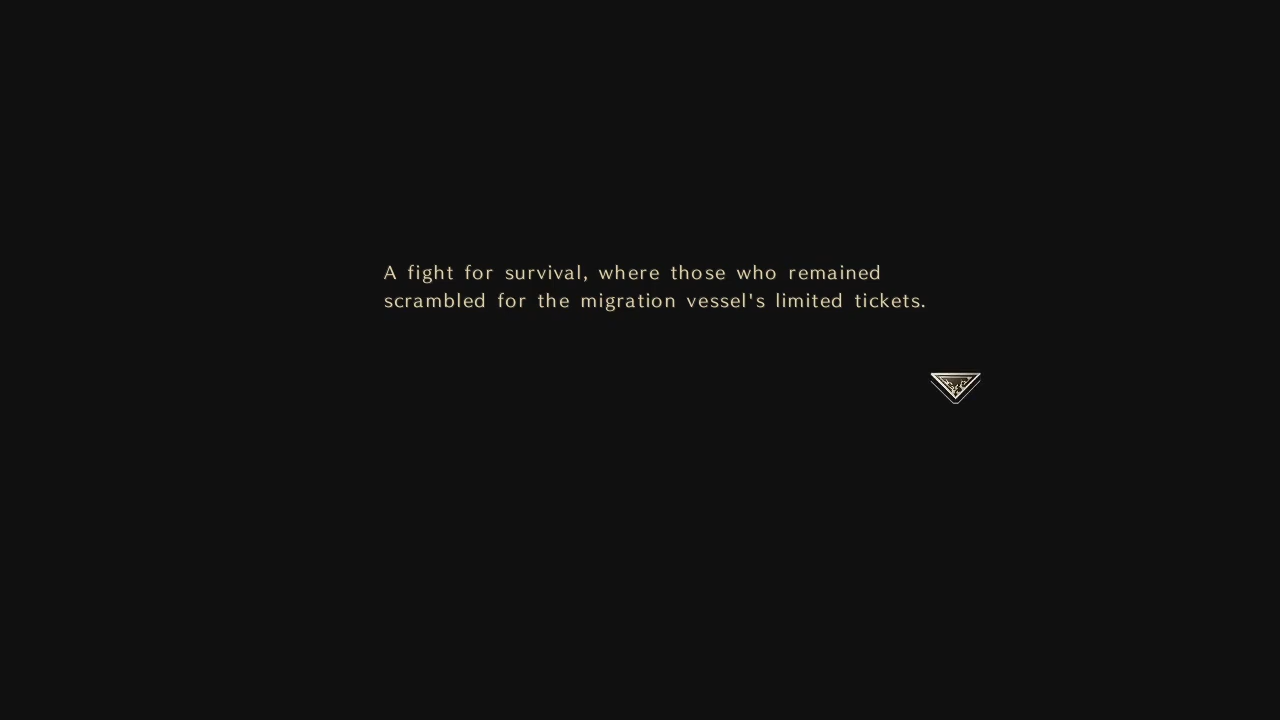 A fight for survival, where those who remained
scrambled for the migration vessel's limited tickets.